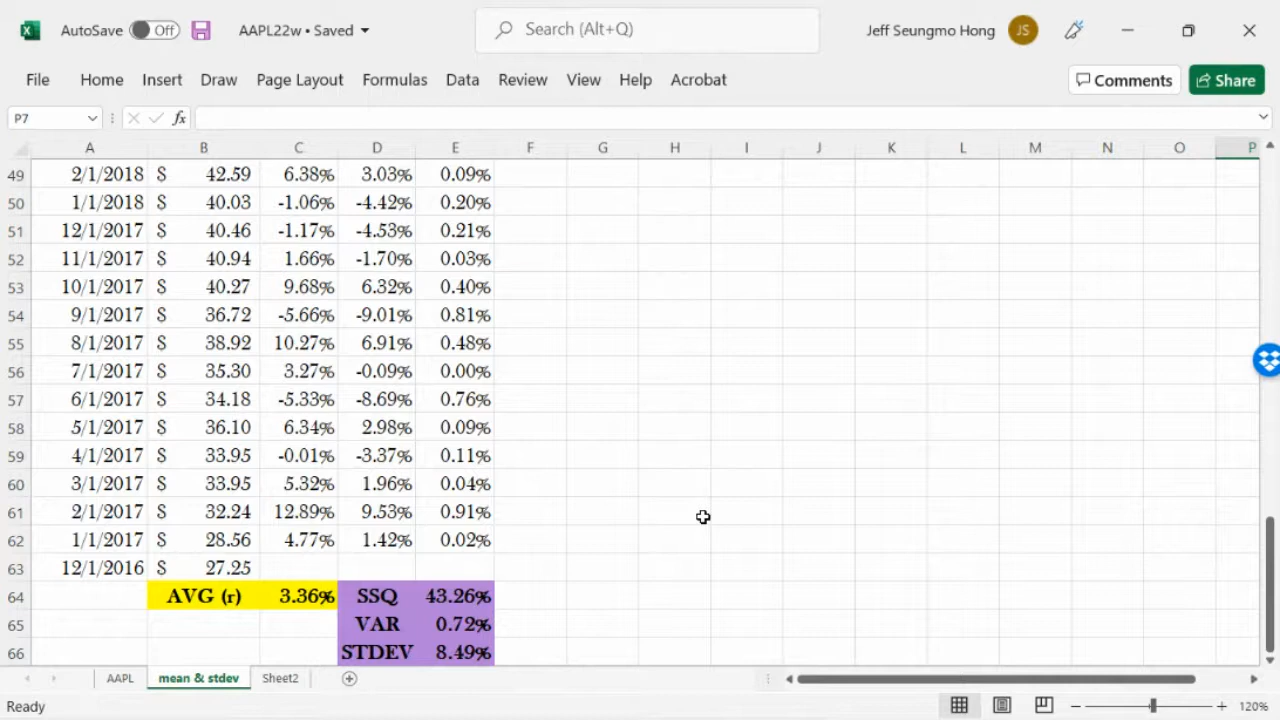 AutoSave Off AAPL22w • Saved Search (Alt+Q) Jeff Seungmo Hong JS
File Home Insert Draw Page Layout Formulas Data Review View Help Acrobat Comments Share
P7 fx
A B C D E F G H I J K L M N O P
49 2/1/2018 $ 42.59 6.38% 3.03% 0.09%
50 1/1/2018 $ 40.03 -1.06% -4.42% 0.20%
51 12/1/2017 $ 40.46 -1.17% -4.53% 0.21%
52 11/1/2017 $ 40.94 1.66% -1.70% 0.03%
53 10/1/2017 $ 40.27 9.68% 6.32% 0.40%
54 9/1/2017 $ 36.72 -5.66% -9.01% 0.81%
55 8/1/2017 $ 38.92 10.27% 6.91% 0.48%
56 7/1/2017 $ 35.30 3.27% -0.09% 0.00%
57 6/1/2017 $ 34.18 -5.33% -8.69% 0.76%
58 5/1/2017 $ 36.10 6.34% 2.98% 0.09%
59 4/1/2017 $ 33.95 -0.01% -3.37% 0.11%
60 3/1/2017 $ 33.95 5.32% 1.96% 0.04%
61 2/1/2017 $ 32.24 12.89% 9.53% 0.91%
62 1/1/2017 $ 28.56 4.77% 1.42% 0.02%
63 12/1/2016 $ 27.25
64 AVG (r) 3.36% SSQ 43.26%
65 VAR 0.72%
66 STDEV 8.49%
AAPL mean & stdev Sheet2
Ready 120%